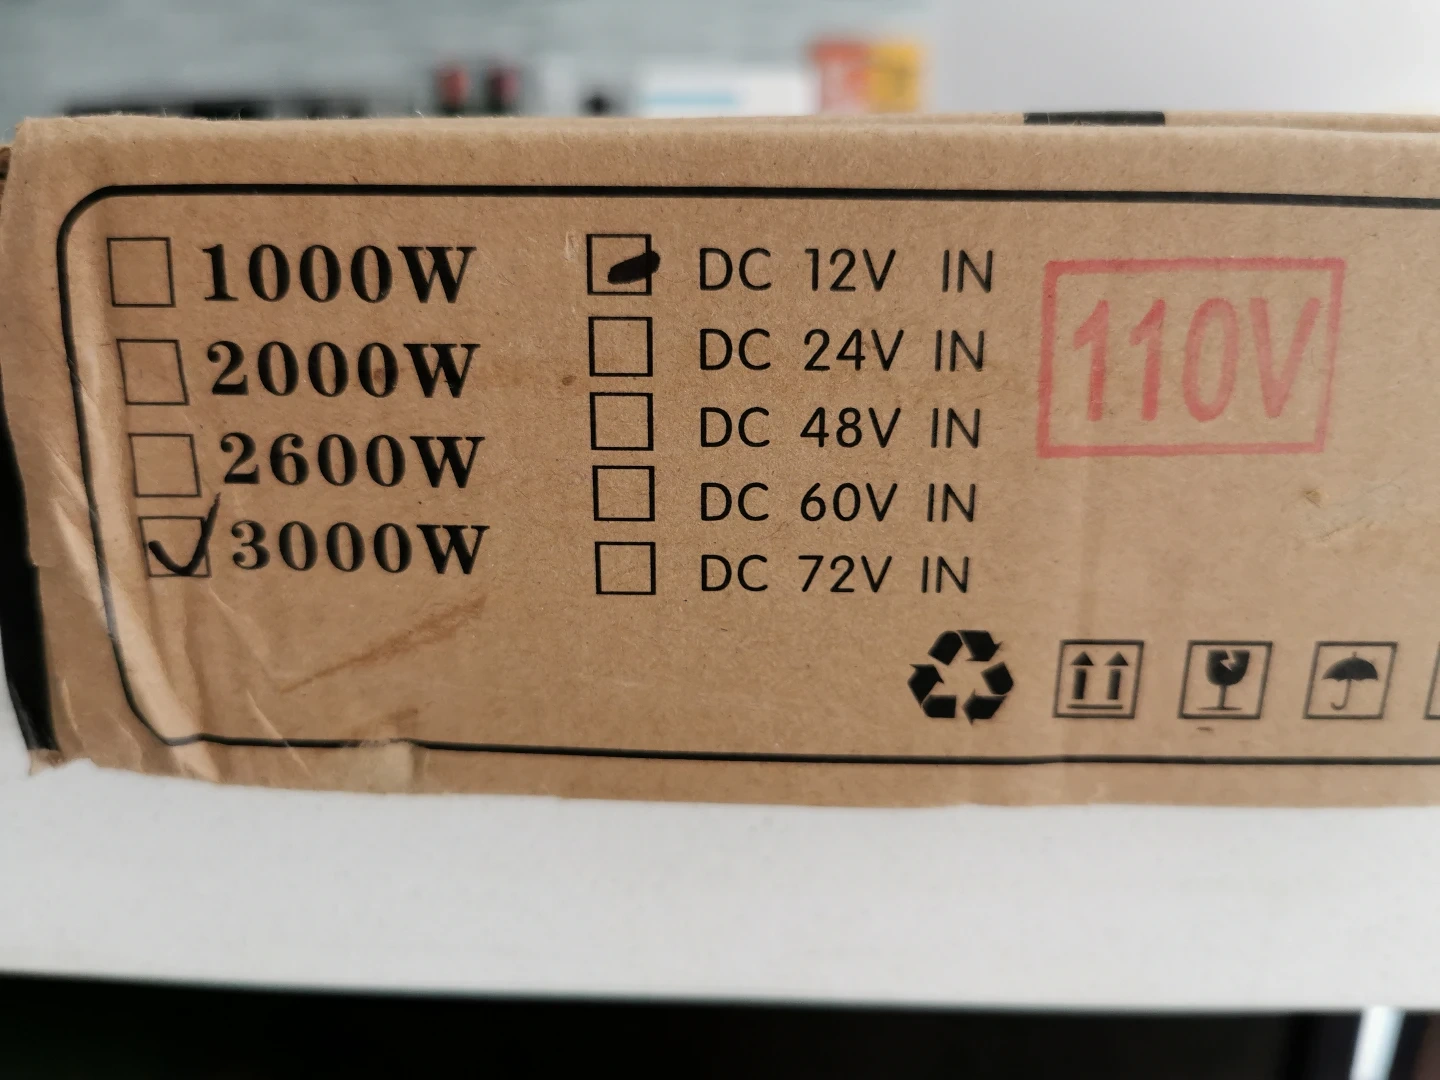 1000W
2000W
2600W
3000W
DC 12V IN
DC 24V IN
DC 48V IN
DC 60V IN
DC 72V IN
110V